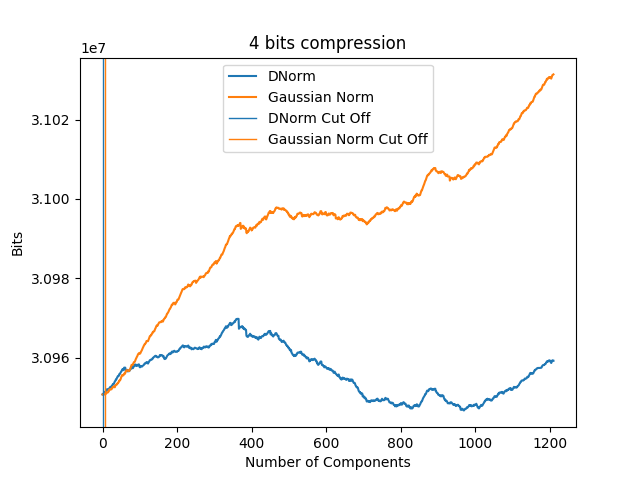 4 bits compression
1e7
DNorm
Gaussian Norm
DNorm Cut Off
Gaussian Norm Cut Off
3.102
3.100
3.098
3.096
Bits
0 200 400 600 800 1000 1200
Number of Components